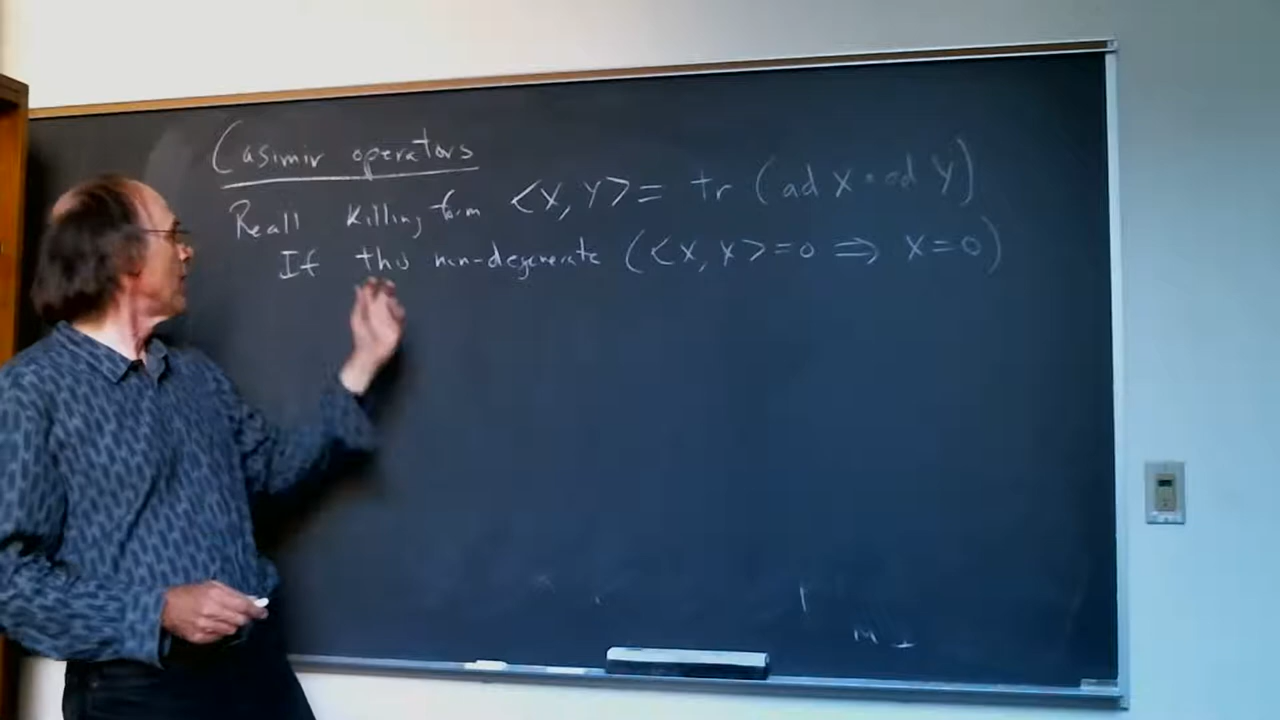 Casimir operators
Recall Killing form <X, Y> = tr (ad X ∘ ad Y)
If this non-degenerate (<X, X> = 0 ⇒ X = 0)